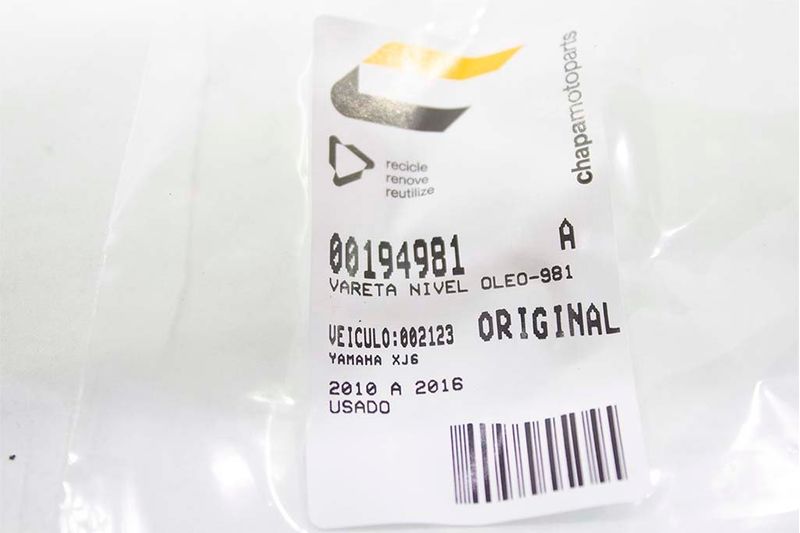 chapamotoparts
recicle
renove
reutilize
00194981 A
VARETA NIVEL OLEO-981
VEICULO:002123 ORIGINAL
YAMAHA XJ6
2010 A 2016
USADO